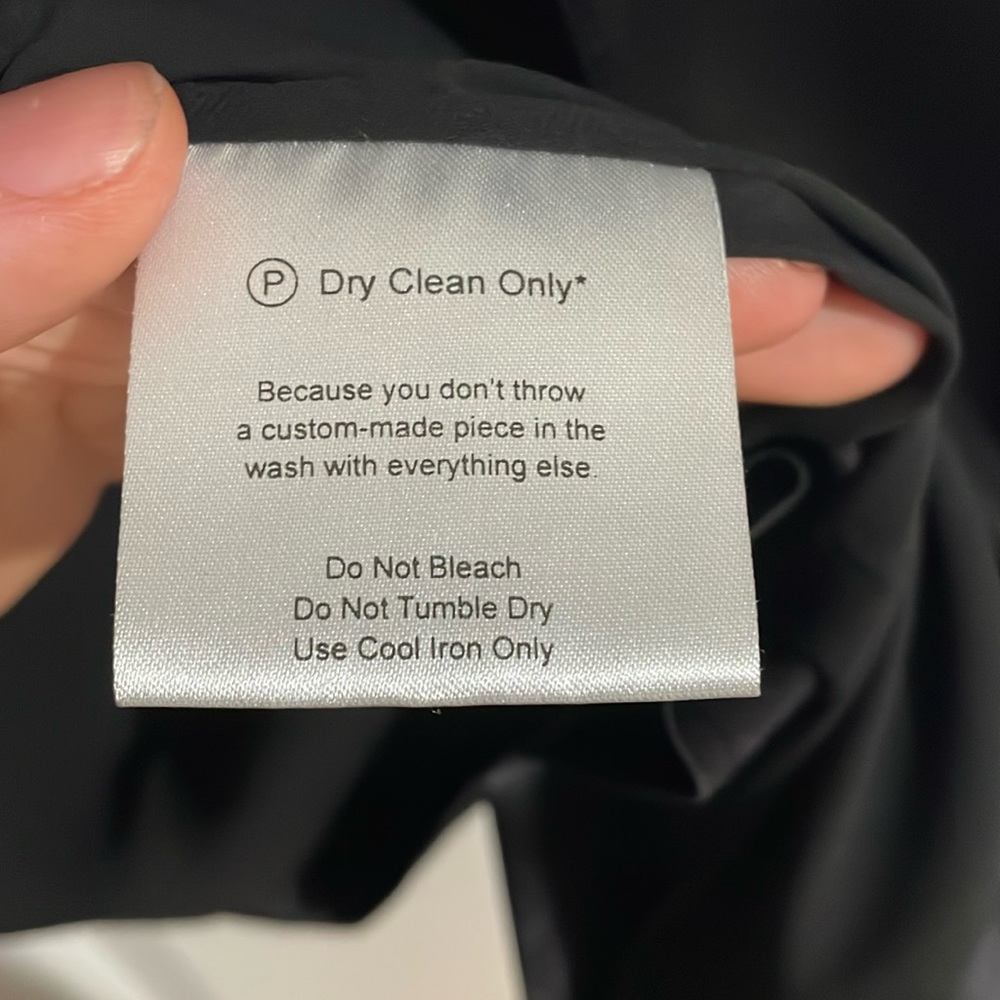 P Dry Clean Only*
Because you don't throw
a custom-made piece in the
wash with everything else.
Do Not Bleach
Do Not Tumble Dry
Use Cool Iron Only